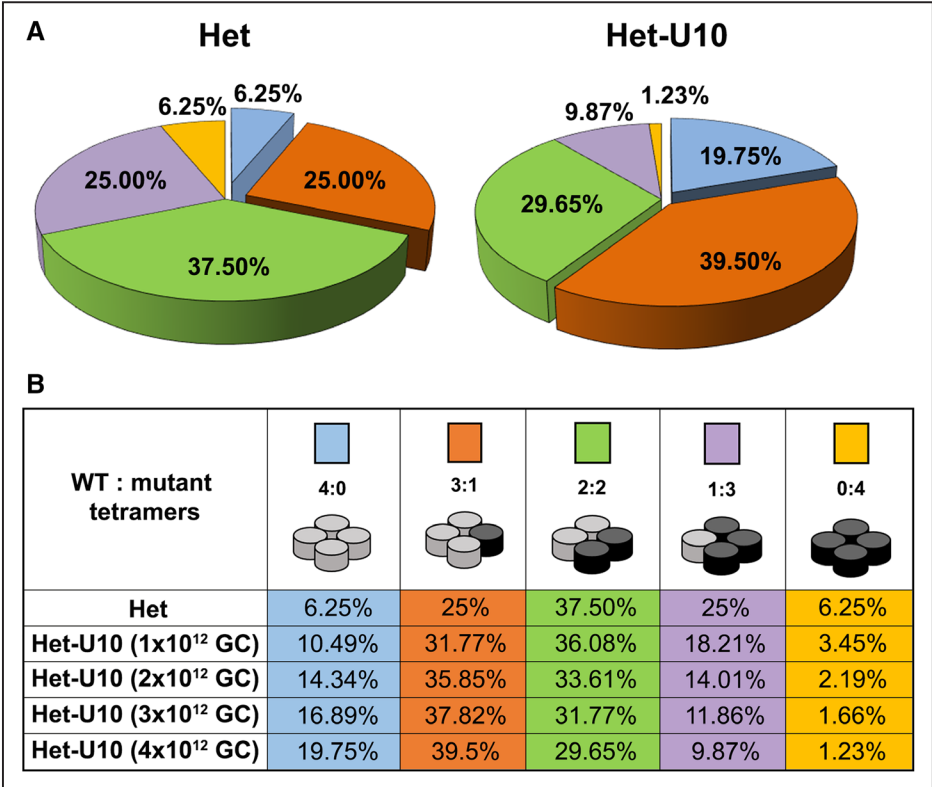 A
Het
Het-U10
6.25%
6.25%
25.00%
25.00%
37.50%
1.23%
9.87%
19.75%
29.65%
39.50%
B
WT : mutant
tetramers
4:0
3:1
2:2
1:3
0:4
Het 6.25% 25% 37.50% 25% 6.25%
Het-U10 (1x10¹² GC) 10.49% 31.77% 36.08% 18.21% 3.45%
Het-U10 (2x10¹² GC) 14.34% 35.85% 33.61% 14.01% 2.19%
Het-U10 (3x10¹² GC) 16.89% 37.82% 31.77% 11.86% 1.66%
Het-U10 (4x10¹² GC) 19.75% 39.5% 29.65% 9.87% 1.23%